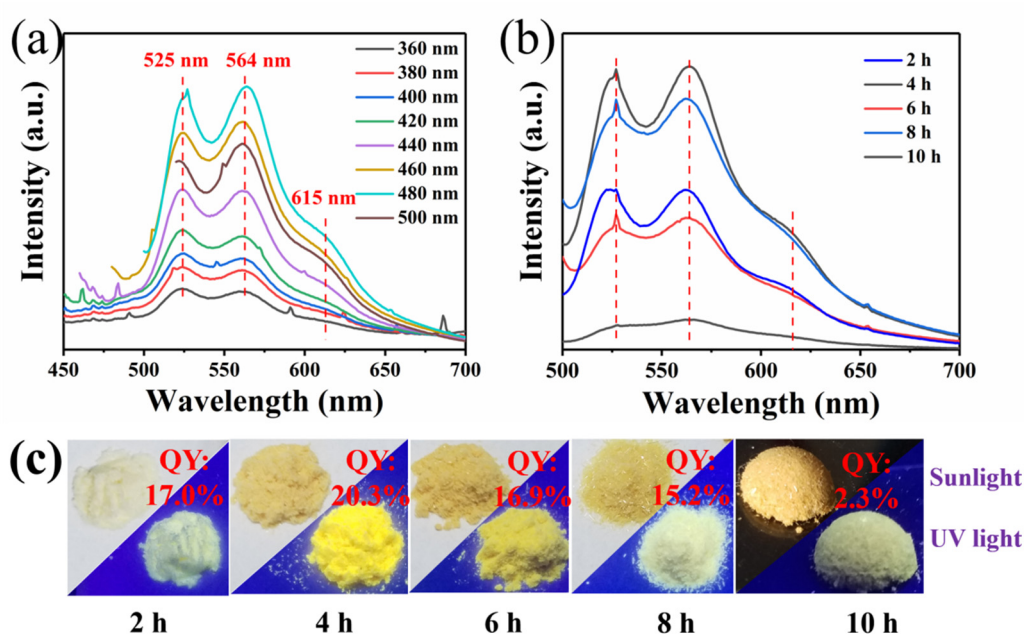 (a)
525 nm
564 nm
615 nm
360 nm
380 nm
400 nm
420 nm
440 nm
460 nm
480 nm
500 nm
Intensity (a.u.)
450 500 550 600 650 700
Wavelength (nm)
(b)
2 h
4 h
6 h
8 h
10 h
Intensity (a.u.)
500 550 600 650 700
Wavelength (nm)
(c)
QY:
17.0%
QY:
20.3%
QY:
16.9%
QY:
15.2%
QY:
2.3%
Sunlight
UV light
2 h 4 h 6 h 8 h 10 h